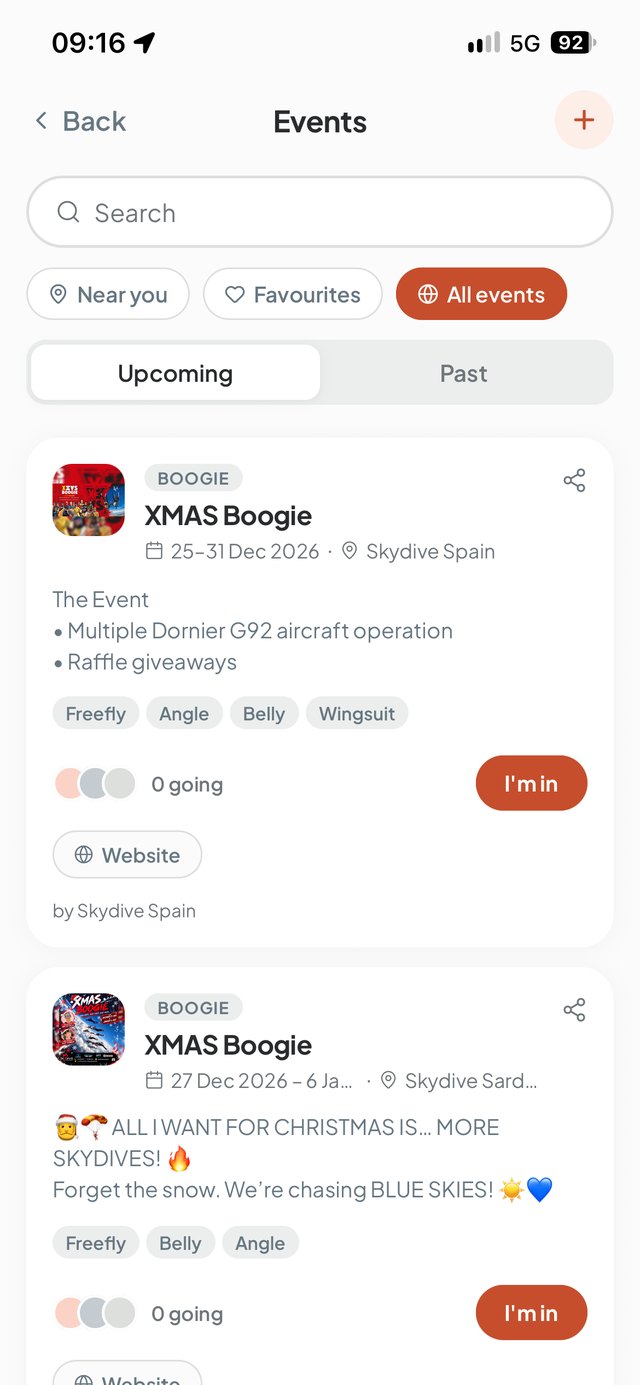 09:16 5G 92
Back Events
Search
Near you Favourites All events
Upcoming Past
BOOGIE
XMAS Boogie
25–31 Dec 2026 · Skydive Spain
The Event
• Multiple Dornier G92 aircraft operation
• Raffle giveaways
Freefly Angle Belly Wingsuit
0 going I'm in
Website
by Skydive Spain
XMAS
BOOGIE
BOOGIE
XMAS Boogie
27 Dec 2026 – 6 Ja... · Skydive Sard...
🎅🪂 ALL I WANT FOR CHRISTMAS IS… MORE
SKYDIVES! 🔥
Forget the snow. We’re chasing BLUE SKIES! ☀️💙
Freefly Belly Angle
0 going I'm in
Website